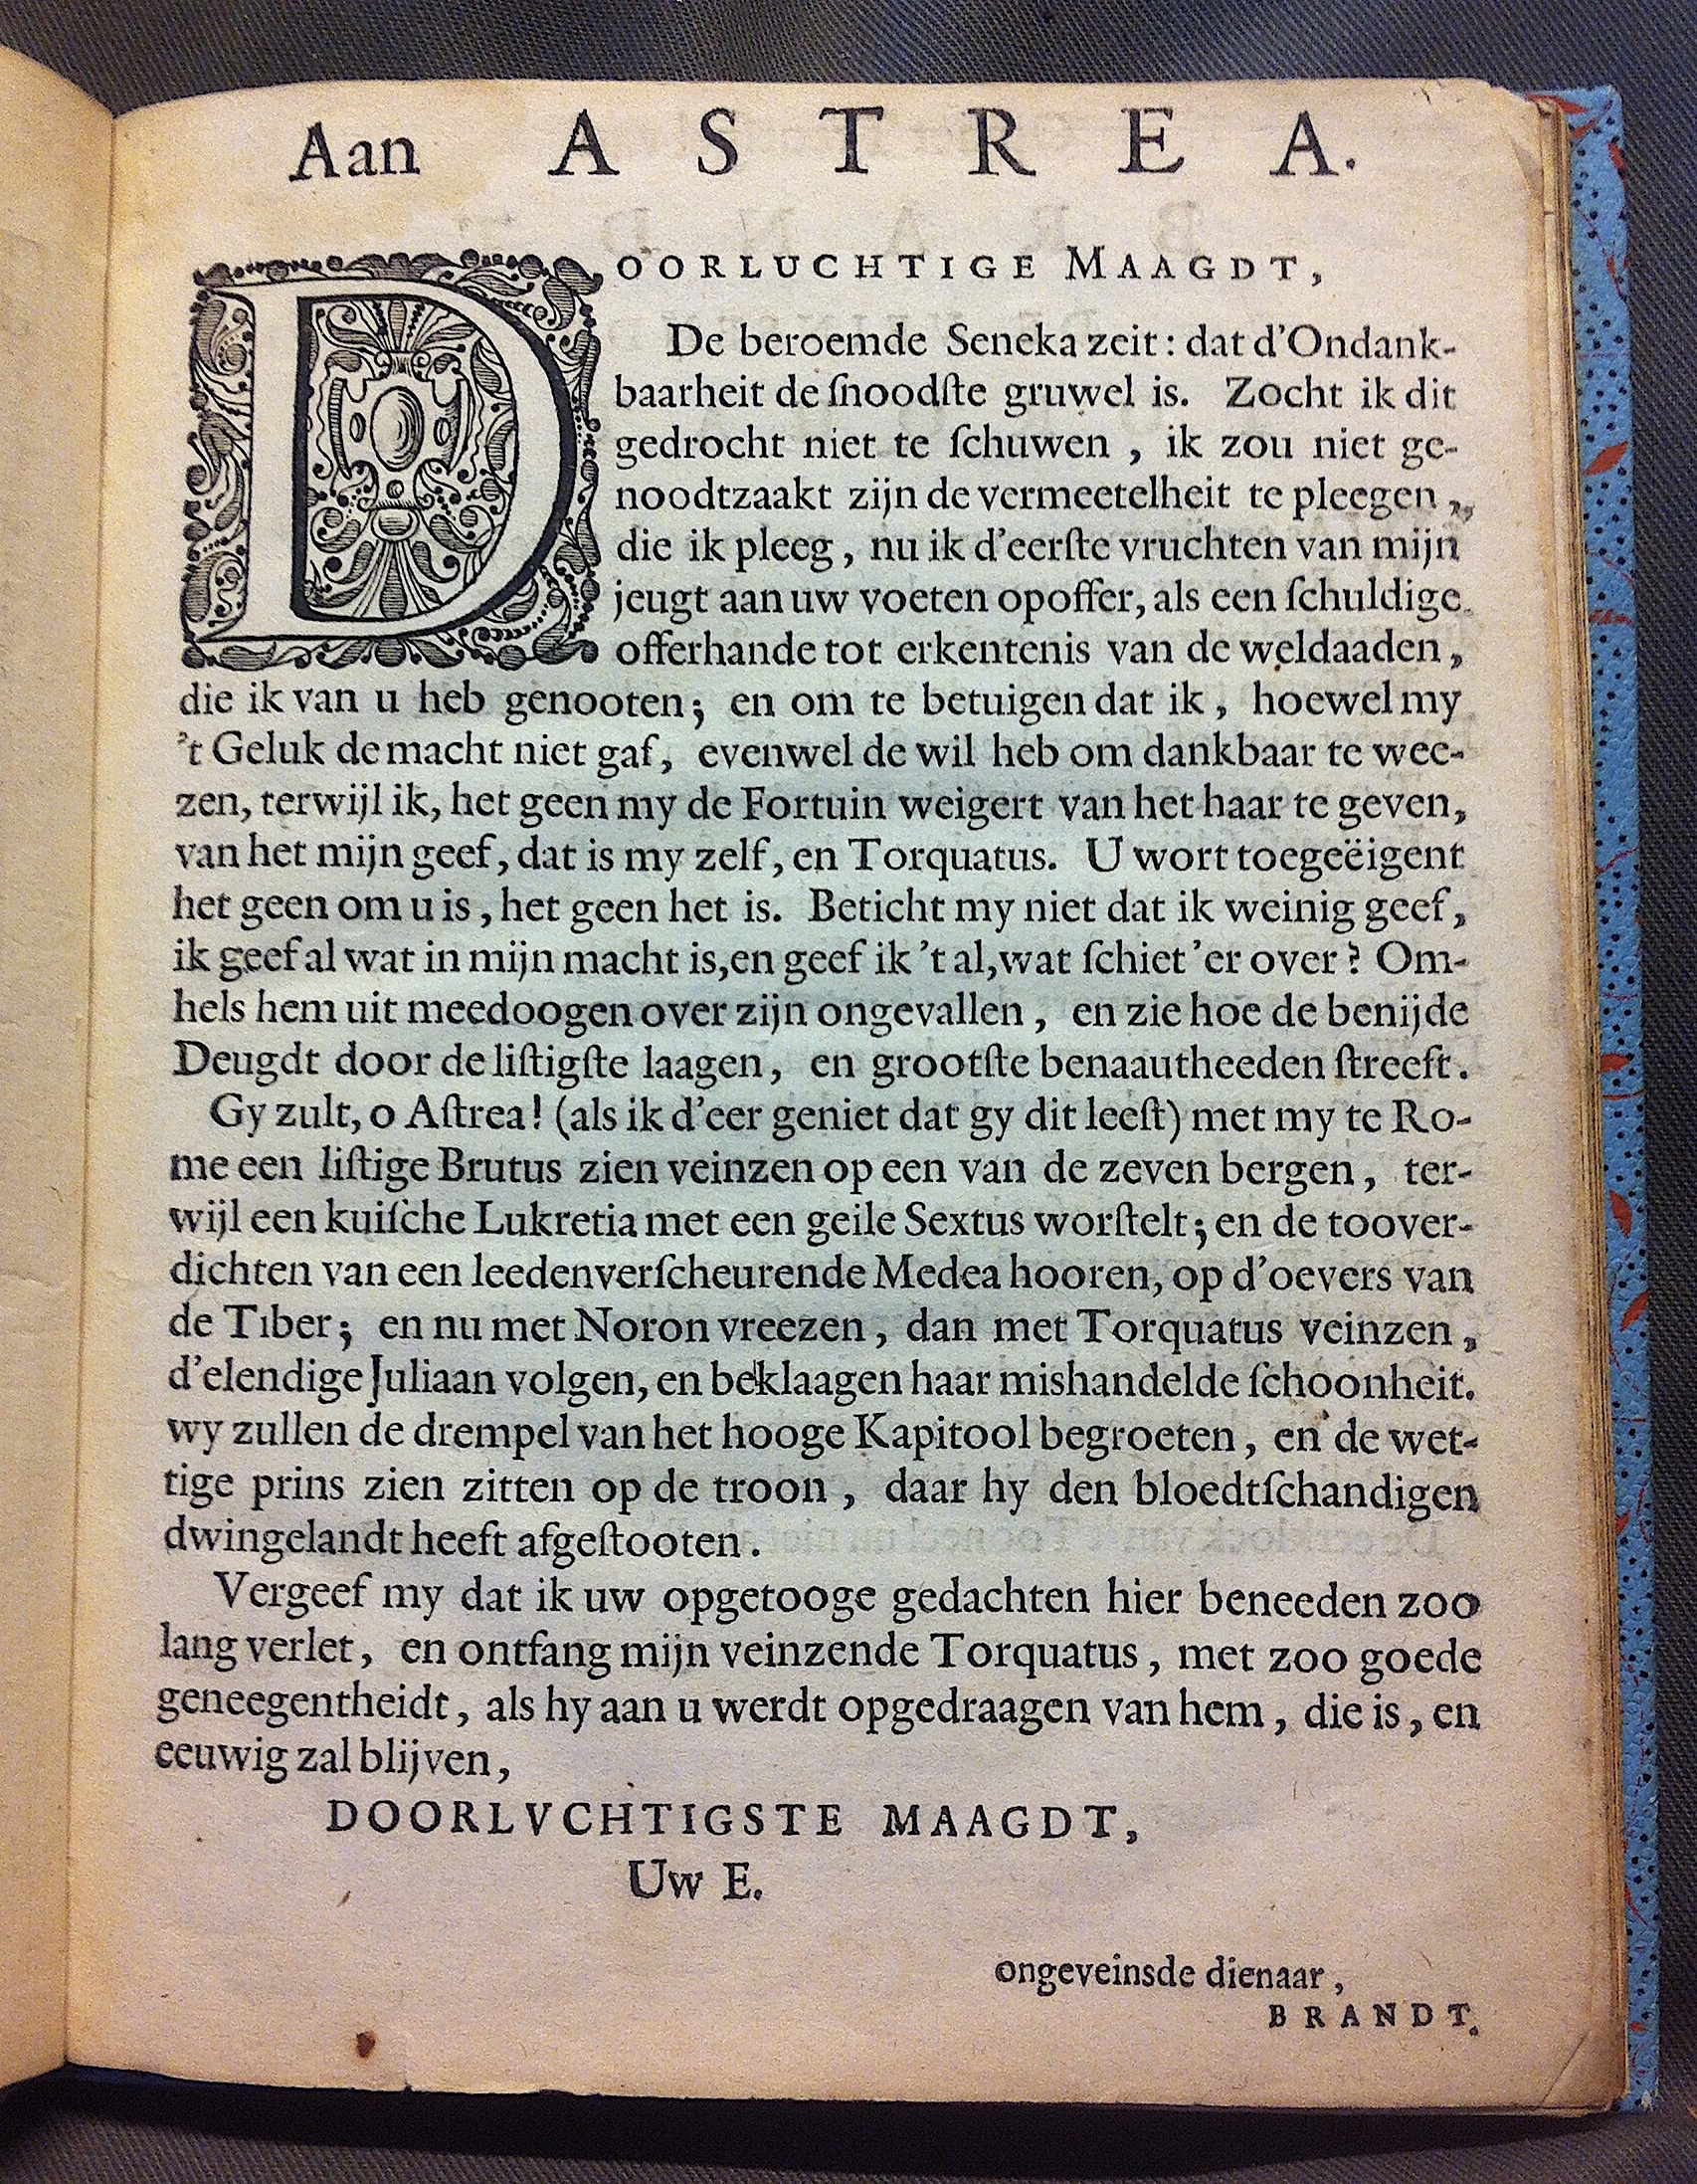 Aan ASTREA.
DOORLUCHTIGE MAAGDT,
De beroemde Seneka zeit: dat d'Ondank-
baarheit de ſnoodſte gruwel is. Zocht ik dit
gedrocht niet te ſchuwen, ik zou niet ge-
noodtzaakt zijn de vermeetelheit te pleegen,
die ik pleeg, nu ik d'eerſte vruchten van mijn
jeugt aan uw voeten opoffer, als een ſchuldige
offerhande tot erkentenis van de weldaaden,
die ik van u heb genooten; en om te betuigen dat ik, hoewel my
't Geluk de macht niet gaf, evenwel de wil heb om dankbaar te wee-
zen, terwijl ik, het geen my de Fortuin weigert van het haar te geven,
van het mijn geef, dat is my zelf, en Torquatus. U wort toegeëigent
het geen om u is, het geen het is. Beticht my niet dat ik weinig geef,
ik geef al wat in mijn macht is, en geef ik 't al, wat ſchiet 'er over? Om-
hels hem uit meedoogen over zijn ongevallen, en zie hoe de benijde
Deugdt door de liſtigſte laagen, en grootſte benaautheeden ſtreeft.
Gy zult, o Aſtrea! (als ik d'eer geniet dat gy dit leeſt) met my te Ro-
me een liſtige Brutus zien veinzen op een van de zeven bergen, ter-
wijl een kuiſche Lukretia met een geile Sextus worſtelt; en de toover-
dichten van een leedenverſcheurende Medea hooren, op d'oevers van
de Tiber; en nu met Noron vreezen, dan met Torquatus veinzen,
d'elendige Juliaan volgen, en beklaagen haar mishandelde ſchoonheit.
wy zullen de drempel van het hooge Kapitool begroeten, en de wet-
tige prins zien zitten op de troon, daar hy den bloedtſchandigen
dwingelandt heeft afgeſtooten.
Vergeef my dat ik uw opgetooge gedachten hier beneeden zoo
lang verlet, en ontfang mijn veinzende Torquatus, met zoo goede
geneegentheidt, als hy aan u werdt opgedraagen van hem, die is, en
eeuwig zal blijven,
DOORLVCHTIGSTE MAAGDT,
Uw E.
ongeveinsde dienaar,
BRANDT.